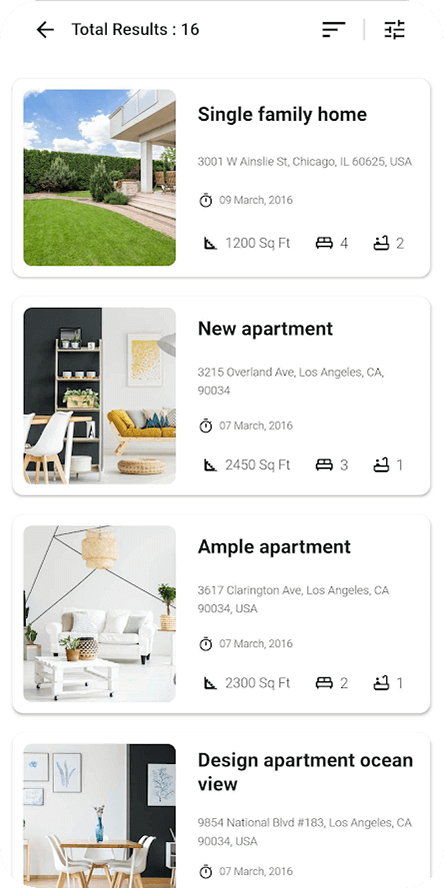 Total Results : 16
Single family home
3001 W Ainslie St, Chicago, IL 60625, USA
09 March, 2016
1200 Sq Ft 4 2
New apartment
3215 Overland Ave, Los Angeles, CA,
90034
07 March, 2016
2450 Sq Ft 3 1
Ample apartment
3617 Clarington Ave, Los Angeles, CA
90034, USA
07 March, 2016
2300 Sq Ft 2 1
Design apartment ocean
view
9854 National Blvd #183, Los Angeles, CA
90034, USA
07 March, 2016